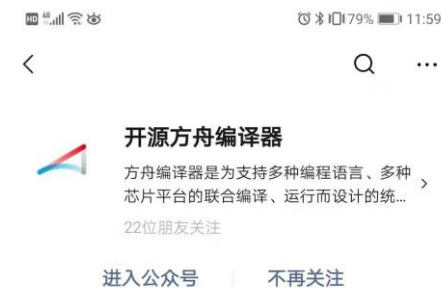 HD 79% 11:59
开源方舟编译器
方舟编译器是为支持多种编程语言、多种
芯片平台的联合编译、运行而设计的统...
22位朋友关注
进入公众号 不再关注